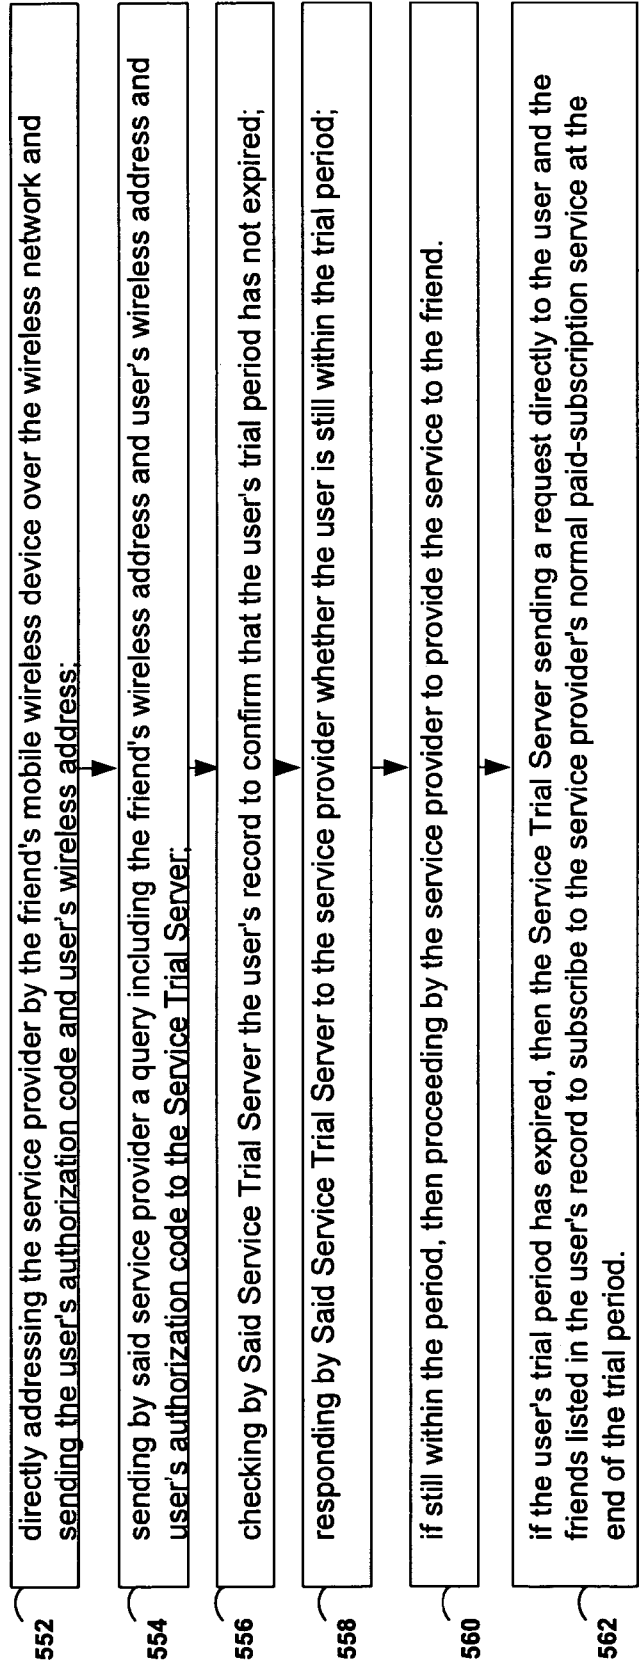 552
directly addressing the service provider by the friend's mobile wireless device over the wireless network and
sending the user's authorization code and user's wireless address;
554
sending by said service provider a query including the friend's wireless address and user's wireless address and
user's authorization code to the Service Trial Server;
556
checking by Said Service Trial Server the user's record to confirm that the user's trial period has not expired;
558
responding by Said Service Trial Server to the service provider whether the user is still within the trial period;
560
if still within the period, then proceeding by the service provider to provide the service to the friend.
562
if the user's trial period has expired, then the Service Trial Server sending a request directly to the user and the
friends listed in the user's record to subscribe to the service provider's normal paid-subscription service at the
end of the trial period.